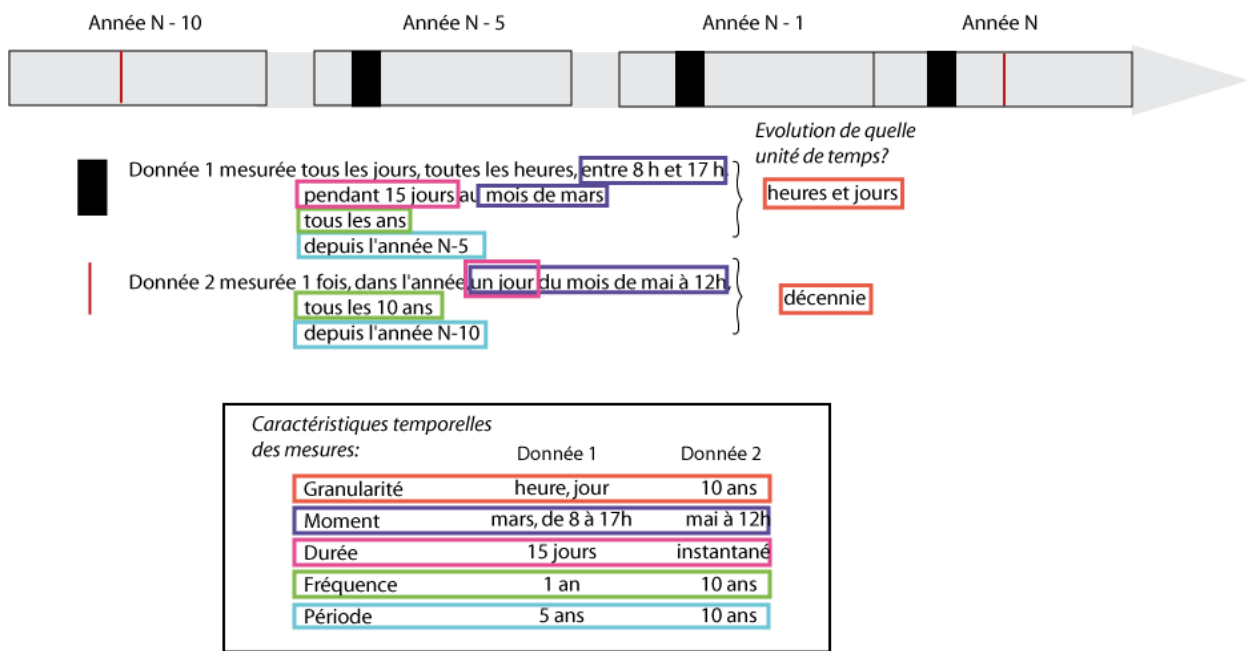 Année N - 10 Année N - 5 Année N - 1 Année N
Evolution de quelle
unité de temps?
Donnée 1 mesurée tous les jours, toutes les heures, entre 8 h et 17 h,
pendant 15 jours au mois de mars
heures et jours
tous les ans
depuis l'année N-5
Donnée 2 mesurée 1 fois, dans l'année, un jour du mois de mai à 12h,
tous les 10 ans
décennie
depuis l'année N-10
Caractéristiques temporelles
des mesures:
Donnée 1 Donnée 2
Granularité heure, jour 10 ans
Moment mars, de 8 à 17h mai à 12h
Durée 15 jours instantané
Fréquence 1 an 10 ans
Période 5 ans 10 ans